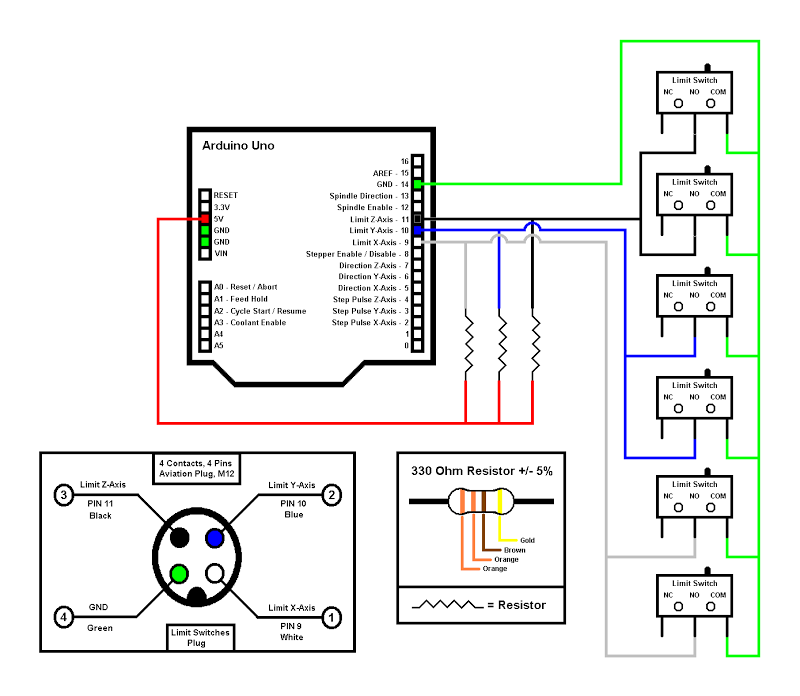 Limit Switch
NC NO COM
Arduino Uno
16
AREF - 15
GND - 14
Spindle Direction - 13
Spindle Enable - 12
Limit Z-Axis - 11
Limit Y-Axis - 10
Limit X-Axis - 9
Stepper Enable / Disable - 8
Direction Z-Axis - 7
Direction Y-Axis - 6
Direction X-Axis - 5
Step Pulse Z-Axis - 4
Step Pulse Y-Axis - 3
Step Pulse X-Axis - 2
1
0
RESET
3.3V
5V
GND
GND
VIN
A0 - Reset / Abort
A1 - Feed Hold
A2 - Cycle Start / Resume
A3 - Coolant Enable
A4
A5
Limit Switch
NC NO COM
Limit Switch
NC NO COM
Limit Switch
NC NO COM
Limit Switch
NC NO COM
Limit Switch
NC NO COM
4 Contacts, 4 Pins
Aviation Plug, M12
3
Limit Z-Axis
PIN 11
Black
Limit Y-Axis
2
PIN 10
Blue
4
GND
Green
Limit X-Axis
1
PIN 9
White
Limit Switches
Plug
330 Ohm Resistor +/- 5%
Gold
Brown
Orange
Orange
= Resistor